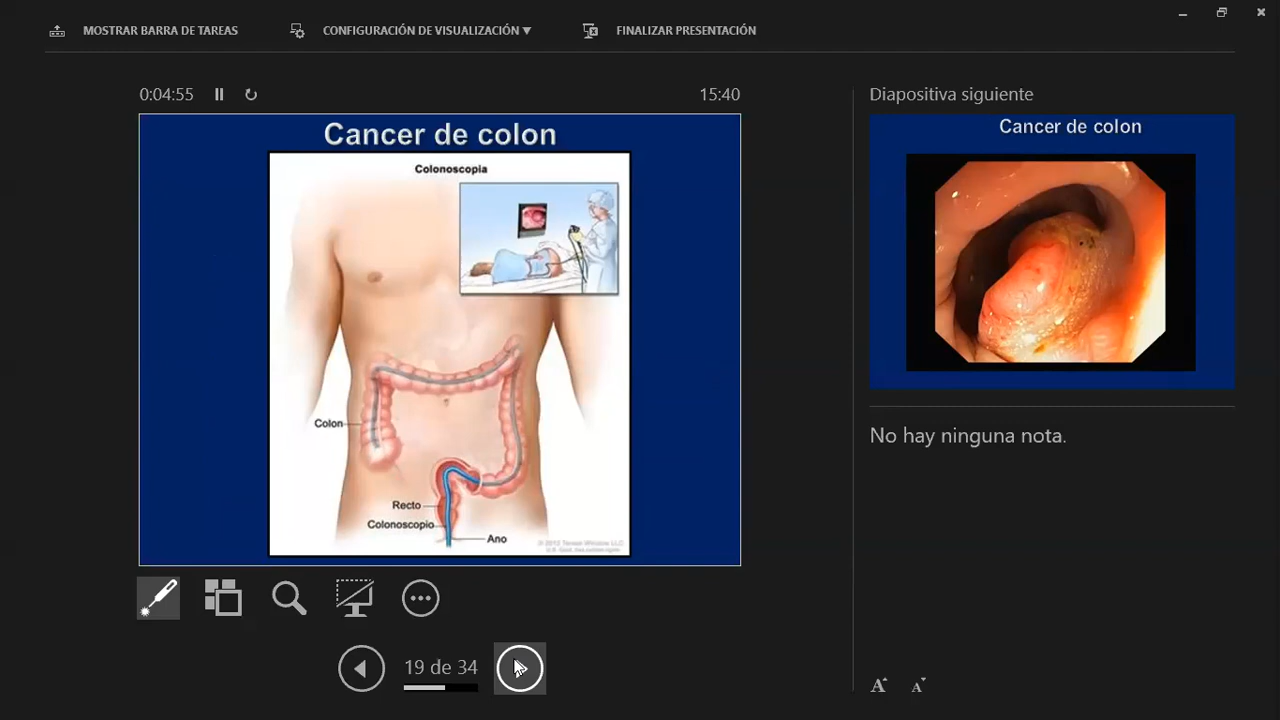 MOSTRAR BARRA DE TAREAS
CONFIGURACIÓN DE VISUALIZACIÓN ▼
FINALIZAR PRESENTACIÓN
0:04:55
15:40
Cancer de colon
Colonoscopia
Colon
Recto
Colonoscopio
Ano
Diapositiva siguiente
Cancer de colon
No hay ninguna nota.
19 de 34
A
A